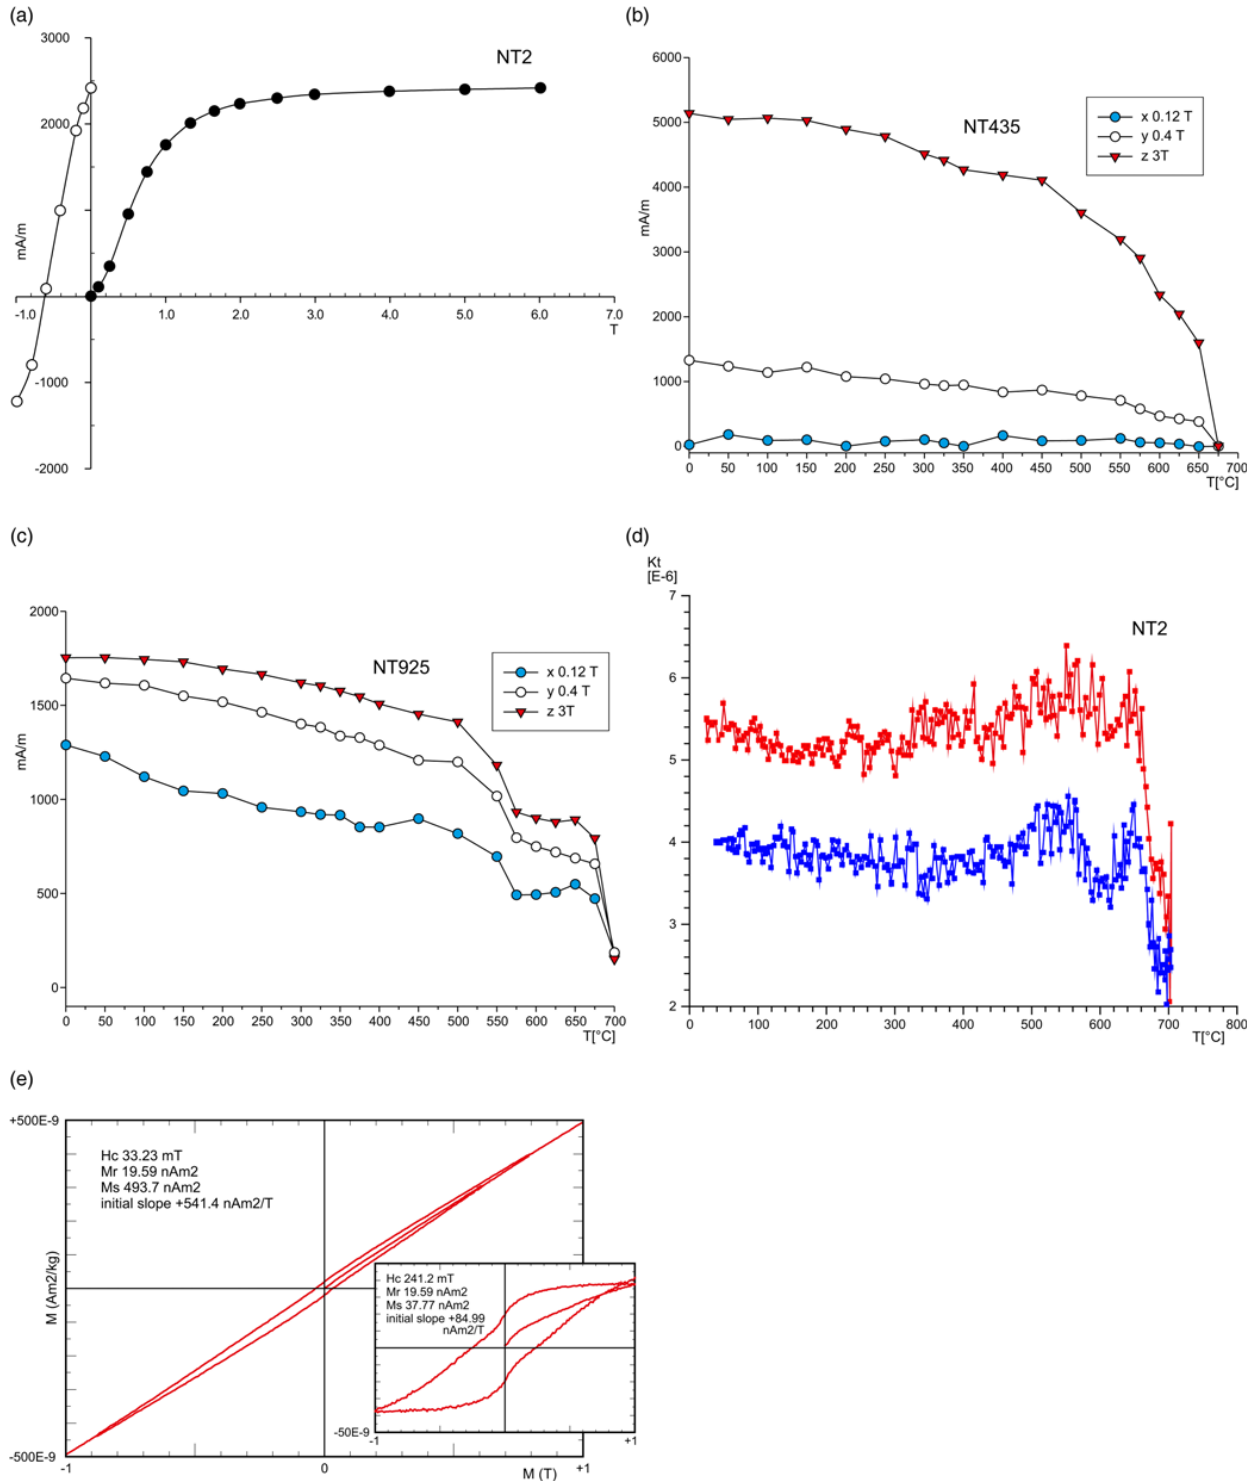 (a)
NT2
3000
2000
1000
-1000
-2000
mA/m
-1.0 1.0 2.0 3.0 4.0 5.0 6.0 7.0
T
(b)
NT435
x 0.12 T
y 0.4 T
z 3T
6000
5000
4000
3000
2000
1000
0
mA/m
0 50 100 150 200 250 300 350 400 450 500 550 600 650 700
T[°C]
(c)
NT925
x 0.12 T
y 0.4 T
z 3T
2000
1500
1000
500
0
mA/m
0 50 100 150 200 250 300 350 400 450 500 550 600 650 700
T[°C]
(d)
Kt
[E-6]
NT2
7
6
5
4
3
2
0 100 200 300 400 500 600 700 800
T[°C]
(e)
+500E-9
Hc 33.23 mT
Mr 19.59 nAm2
Ms 493.7 nAm2
initial slope +541.4 nAm2/T
M (Am2/kg)
-500E-9
-1 0 +1
M (T)
Hc 241.2 mT
Mr 19.59 nAm2
Ms 37.77 nAm2
initial slope +84.99
nAm2/T
-50E-9
-1 +1